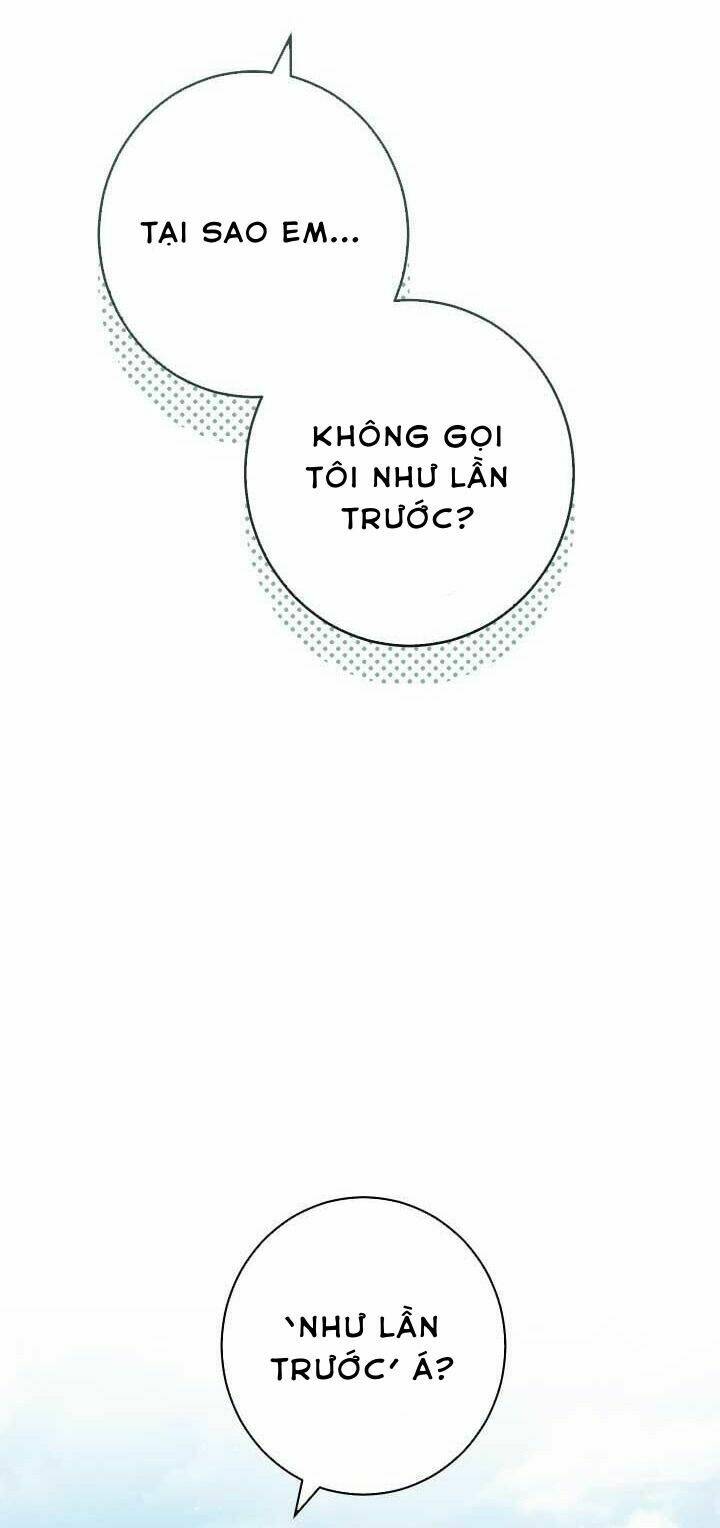 TẠI SAO EM...
KHÔNG GỌI
TÔI NHƯ LẦN
TRƯỚC?
‵NHƯ LẦN
TRƯỚC′ Á?